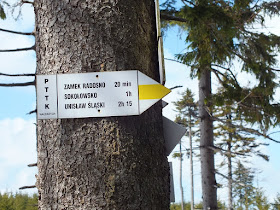 PTTK
ZAMEK RADOSNO 20 min
SOKOŁOWSKO 1h
UNISŁAW ŚLĄSKI 2h 15